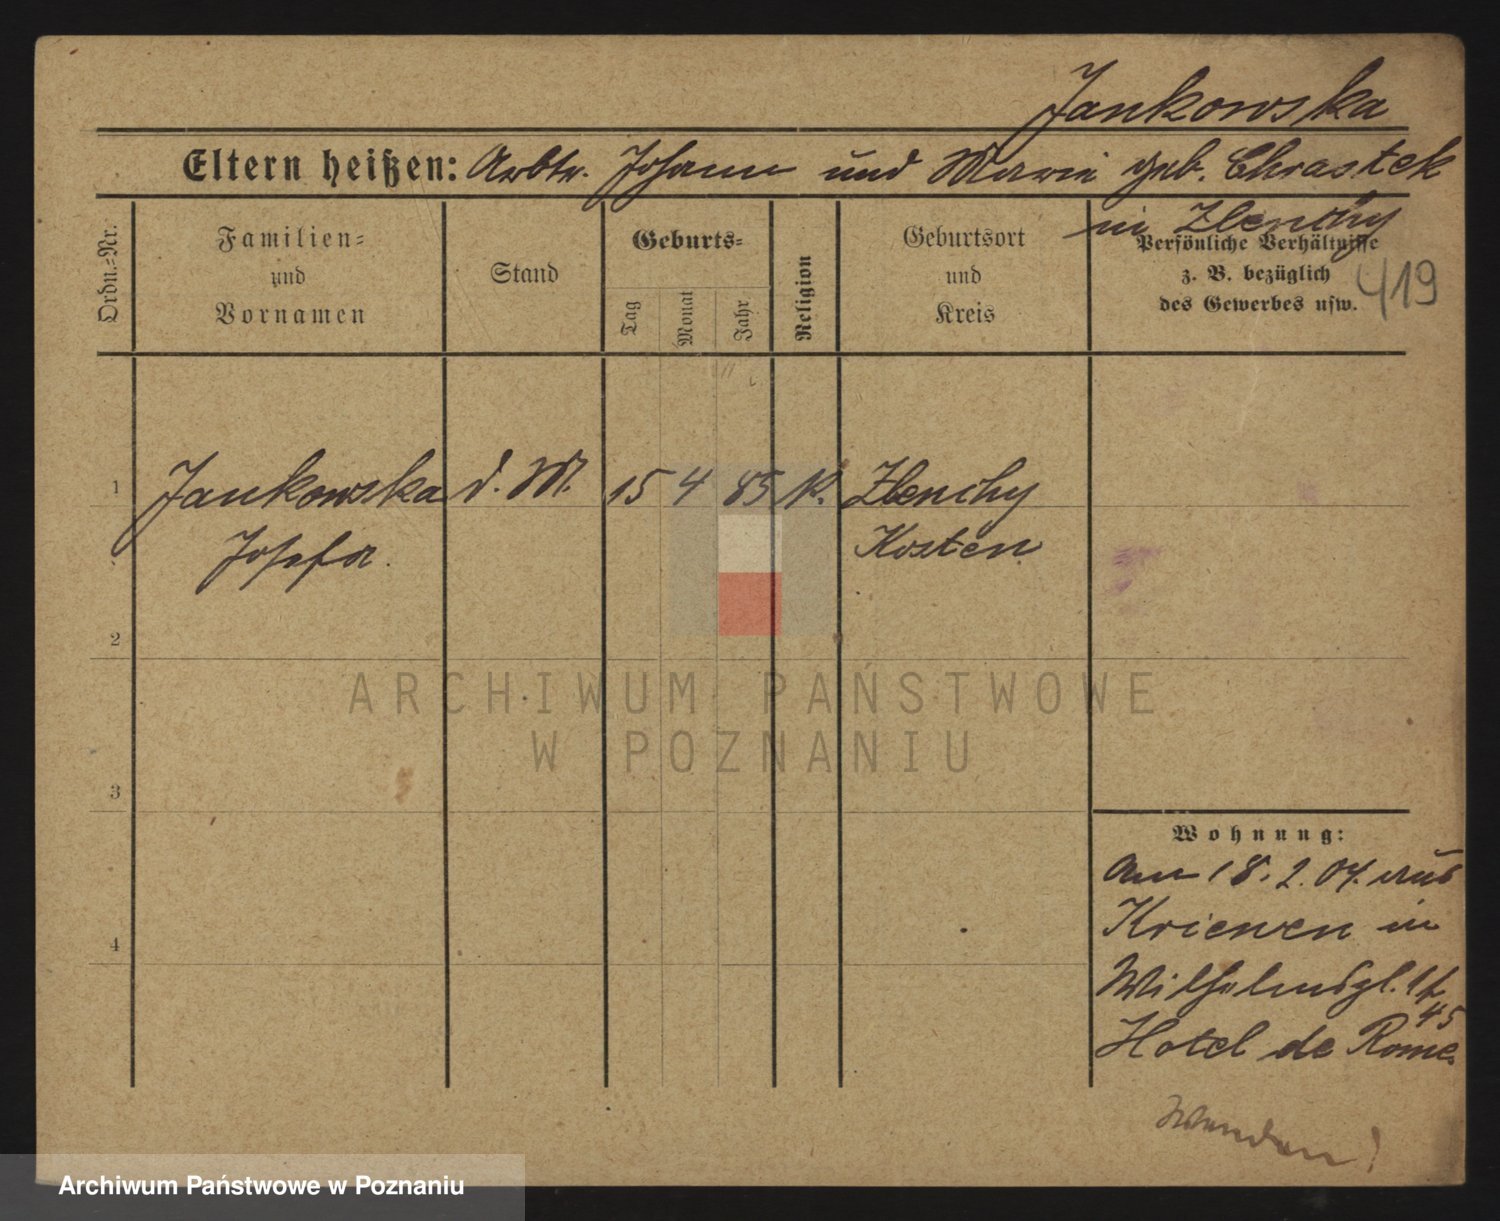 Jankowska
Eltern heißen: Arbtr. Johann und Marie geb. Chrastek
in Zlenchy
Ordn.-Nr.
Familien-
und
Vornamen
Stand
Geburts-
Tag
Monat
Jahr
Religion
Geburtsort
und
Kreis
Persönliche Verhältnisse
z. B. bezüglich
des Gewerbes usw.
419
1
Jankowska d. M. 15 4 85 K. Zlenchy
Josefa. Kosten
2
3
4
ARCHIWUM PAŃSTWOWE
W POZNANIU
Wohnung:
Am 18. 2. 04. aus
Kriewen in
Wilhelmspl.
45
Hotel de Rome
Wenden!
Archiwum Państwowe w Poznaniu